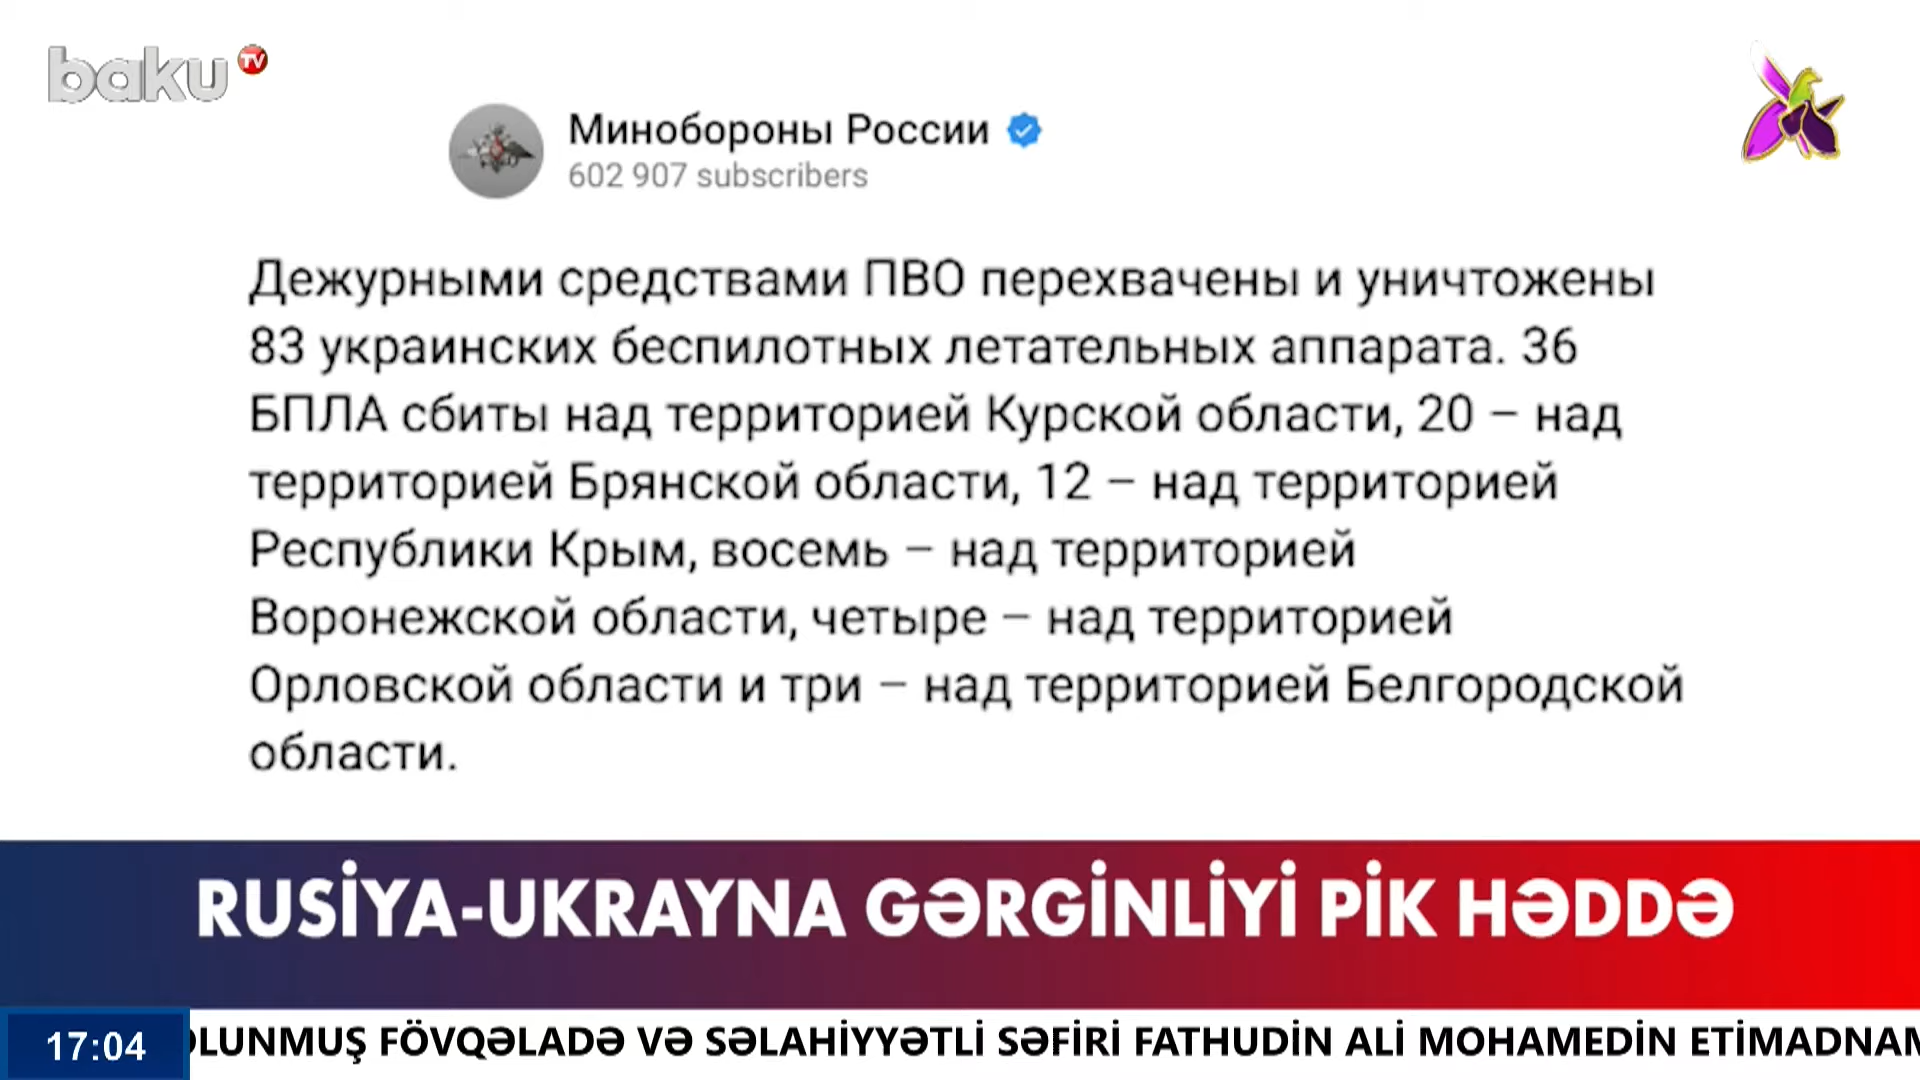 baku TV
Минобороны России
602 907 subscribers
Дежурными средствами ПВО перехвачены и уничтожены
83 украинских беспилотных летательных аппарата. 36
БПЛА сбиты над территорией Курской области, 20 – над
территорией Брянской области, 12 – над территорией
Республики Крым, восемь – над территорией
Воронежской области, четыре – над территорией
Орловской области и три – над территорией Белгородской
области.
RUSİYA-UKRAYNA GƏRGİNLİYİ PİK HƏDDƏ
17:04 OLUNMUŞ FÖVQƏLADƏ VƏ SƏLAHİYYƏTLİ SƏFİRİ FATHUDİN ALİ MOHAMEDİN ETİMADNAM